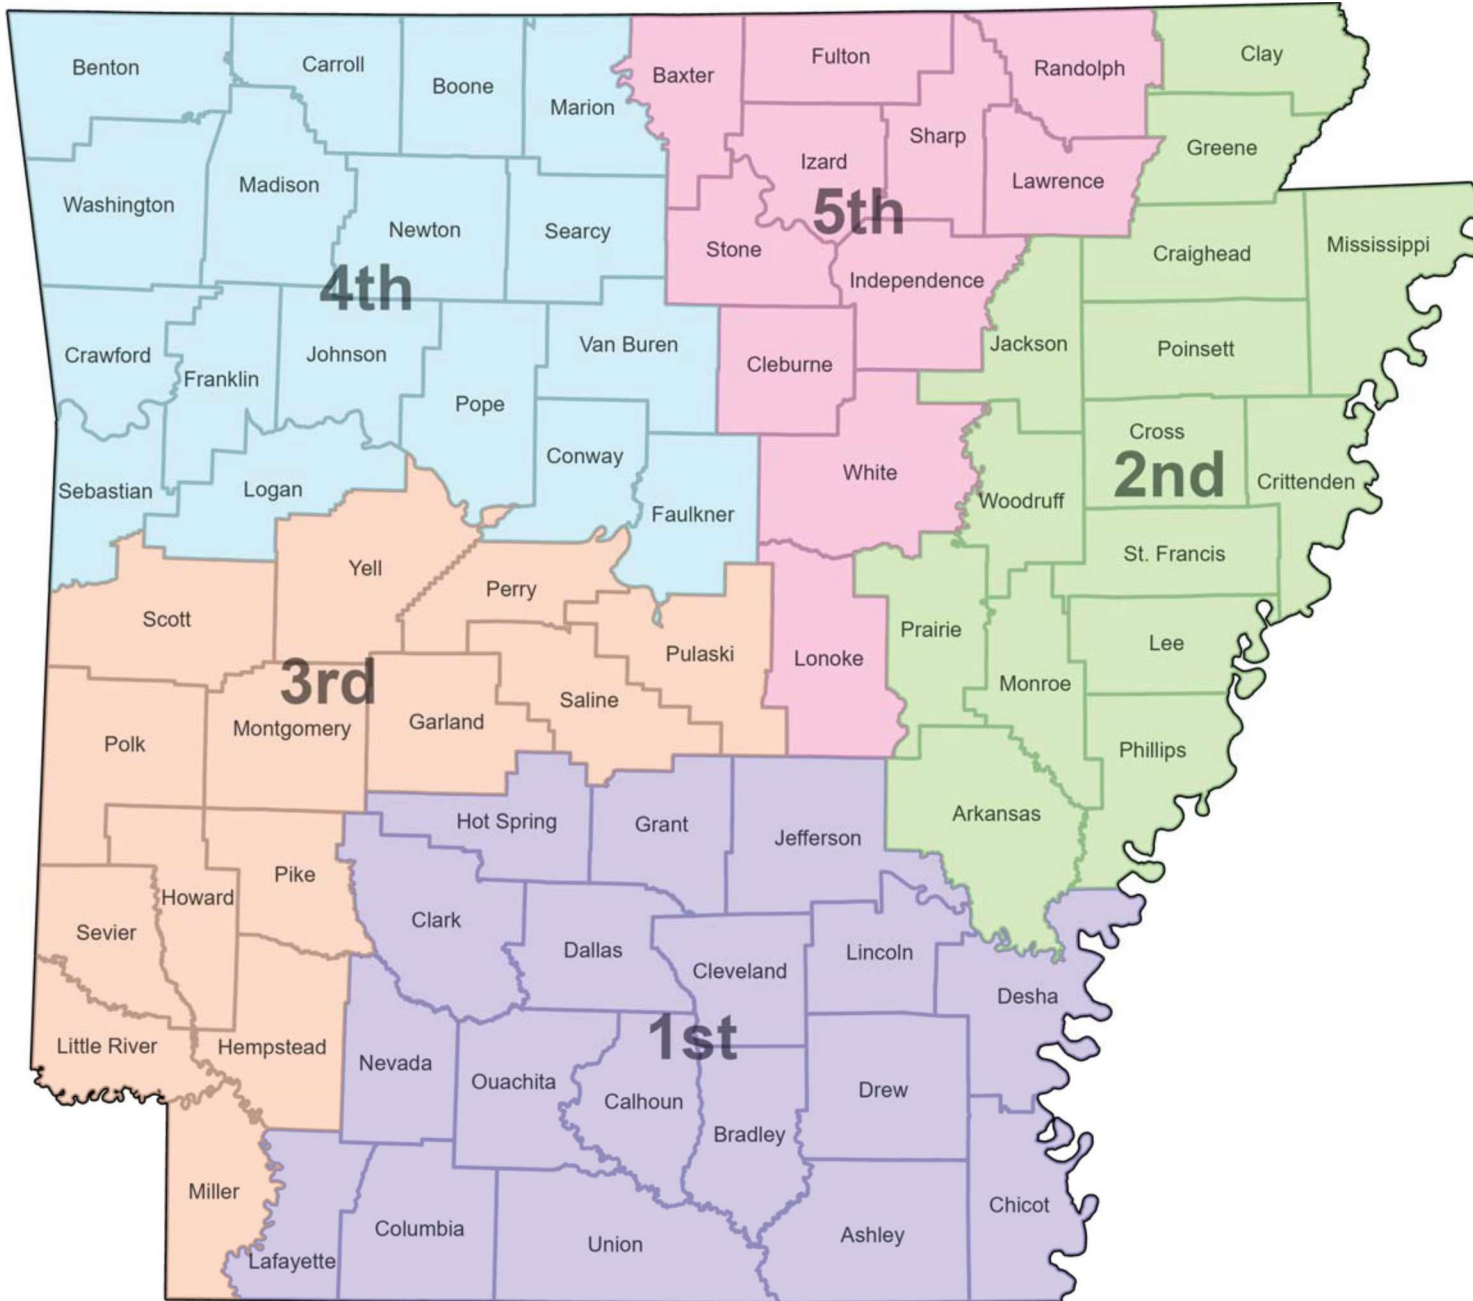 Benton
Carroll
Boone
Marion
Baxter
Fulton
Randolph
Clay
Washington
Madison
Newton
Searcy
Izard
Sharp
Lawrence
Greene
Stone
5th
Independence
Craighead
Mississippi
4th
Crawford
Franklin
Johnson
Pope
Van Buren
Cleburne
Jackson
Poinsett
Sebastian
Logan
Conway
Faulkner
White
Woodruff
Cross
2nd
Crittenden
St. Francis
Scott
Yell
Perry
Pulaski
Lonoke
Prairie
Monroe
Lee
3rd
Polk
Montgomery
Garland
Saline
Phillips
Arkansas
Hot Spring
Grant
Jefferson
Sevier
Howard
Pike
Clark
Dallas
Cleveland
Lincoln
Desha
Little River
Hempstead
Nevada
Ouachita
1st
Calhoun
Bradley
Drew
Miller
Lafayette
Columbia
Union
Ashley
Chicot